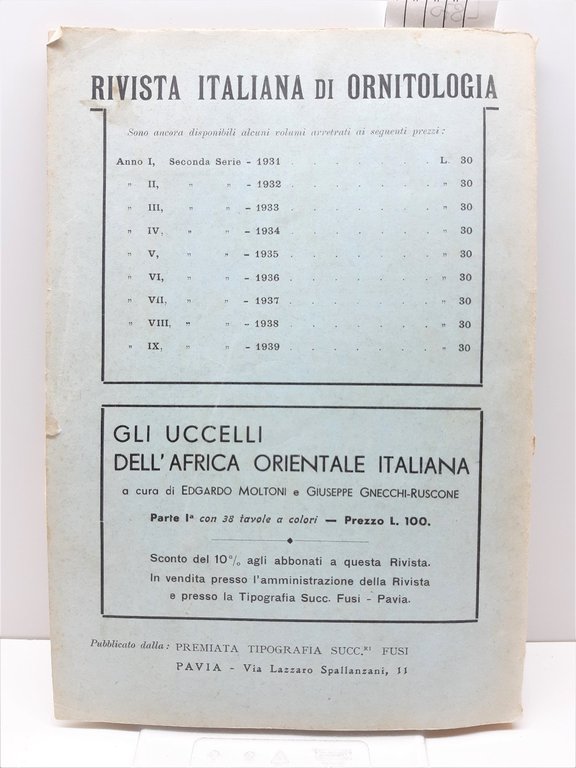 RIVISTA ITALIANA DI ORNITOLOGIA
Sono ancora disponibili alcuni volumi arretrati ai seguenti prezzi:
Anno I, Seconda Serie - 1931 . . . . . . L. 30
„ II, „ „ - 1932 . . . . . . „ 30
„ III, „ „ - 1933 . . . . . . „ 30
„ IV, „ „ - 1934 . . . . . . „ 30
„ V, „ „ - 1935 . . . . . . „ 30
„ VI, „ „ - 1936 . . . . . . „ 30
„ VII, „ „ - 1937 . . . . . . „ 30
„ VIII, „ „ - 1938 . . . . . . „ 30
„ IX, „ „ - 1939 . . . . . . „ 30
GLI UCCELLI
DELL'AFRICA ORIENTALE ITALIANA
a cura di EDGARDO MOLTONI e GIUSEPPE GNECCHI-RUSCONE
Parte Iª con 38 tavole a colori — Prezzo L. 100.
Sconto del 10% agli abbonati a questa Rivista.
In vendita presso l'amministrazione della Rivista
e presso la Tipografia Succ. Fusi - Pavia.
Pubblicato dalla: PREMIATA TIPOGRAFIA SUCC.RI FUSI
PAVIA - Via Lazzaro Spallanzani, 11